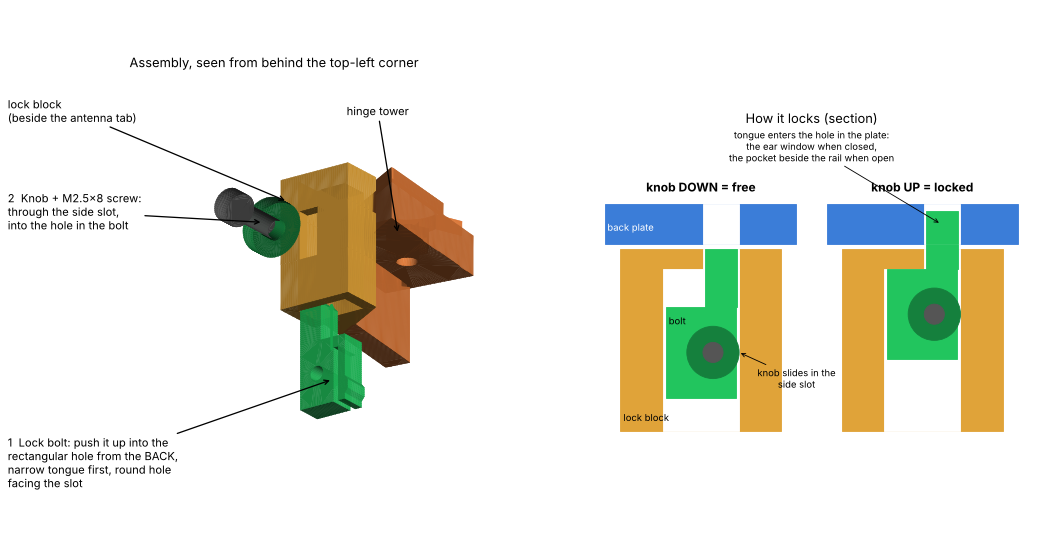 Assembly, seen from behind the top-left corner
lock block
(beside the antenna tab)
hinge tower
2  Knob + M2.5×8 screw:
through the side slot,
into the hole in the bolt
1  Lock bolt: push it up into the
rectangular hole from the BACK,
narrow tongue first, round hole
facing the slot
How it locks (section)
tongue enters the hole in the plate:
the ear window when closed,
the pocket beside the rail when open
knob DOWN = free
knob UP = locked
back plate
bolt
knob slides in the
side slot
lock block